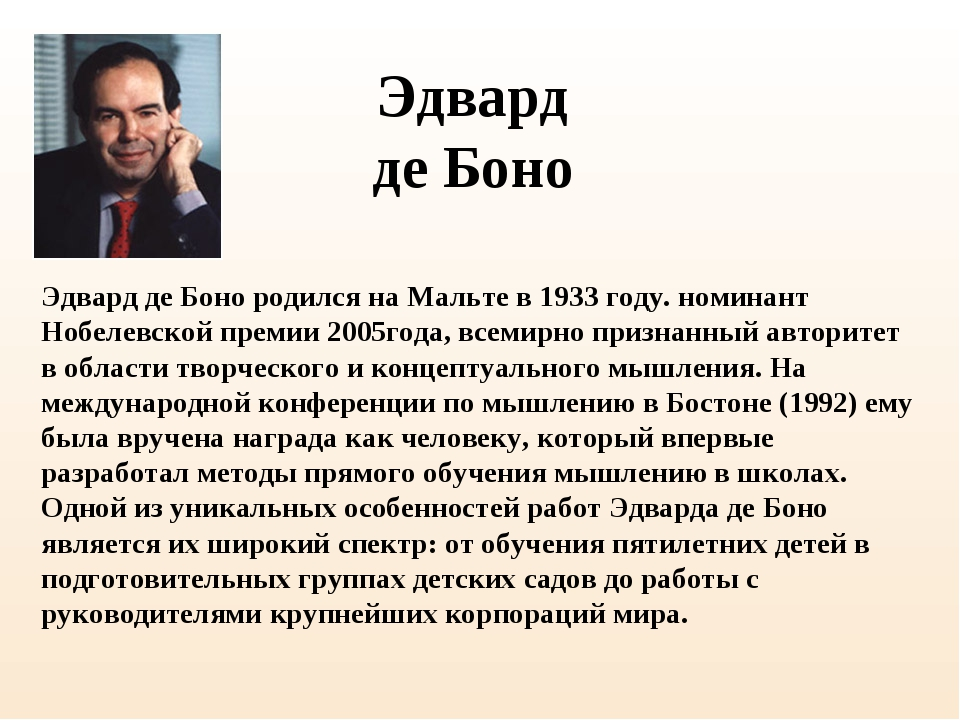 Эдвард
де Боно
Эдвард де Боно родился на Мальте в 1933 году. номинант
Нобелевской премии 2005года, всемирно признанный авторитет
в области творческого и концептуального мышления. На
международной конференции по мышлению в Бостоне (1992) ему
была вручена награда как человеку, который впервые
разработал методы прямого обучения мышлению в школах.
Одной из уникальных особенностей работ Эдварда де Боно
является их широкий спектр: от обучения пятилетних детей в
подготовительных группах детских садов до работы с
руководителями крупнейших корпораций мира.